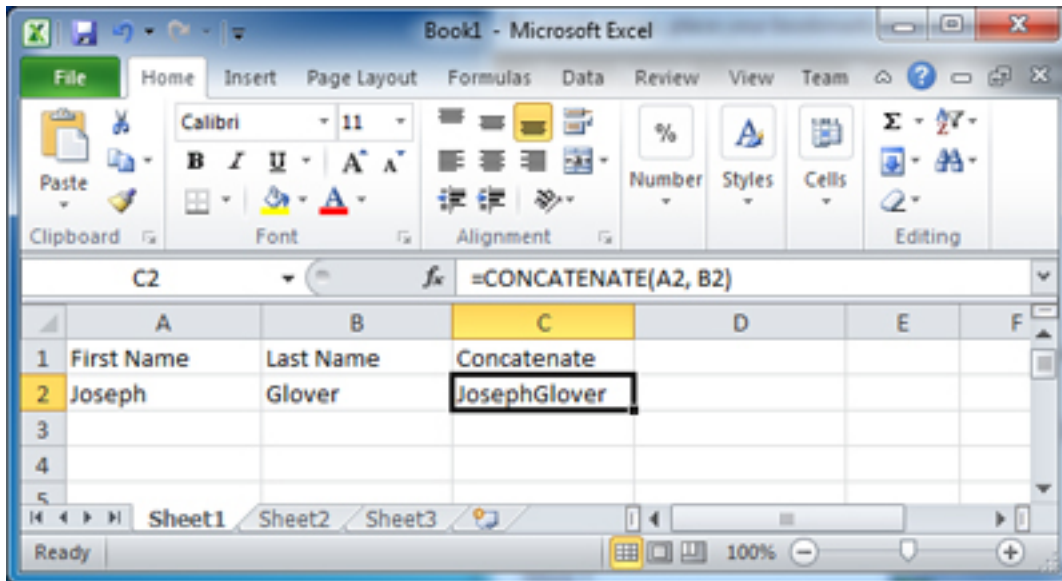 Book1 - Microsoft Excel
File Home Insert Page Layout Formulas Data Review View Team
Calibri 11
B I U A A A
%
A
Σ
Paste
Number Styles Cells
Clipboard Font Alignment Editing
C2 fx =CONCATENATE(A2, B2)
A B C D E F
1 First Name Last Name Concatenate
2 Joseph Glover JosephGlover
3
4
5
Sheet1 Sheet2 Sheet3
Ready 100%